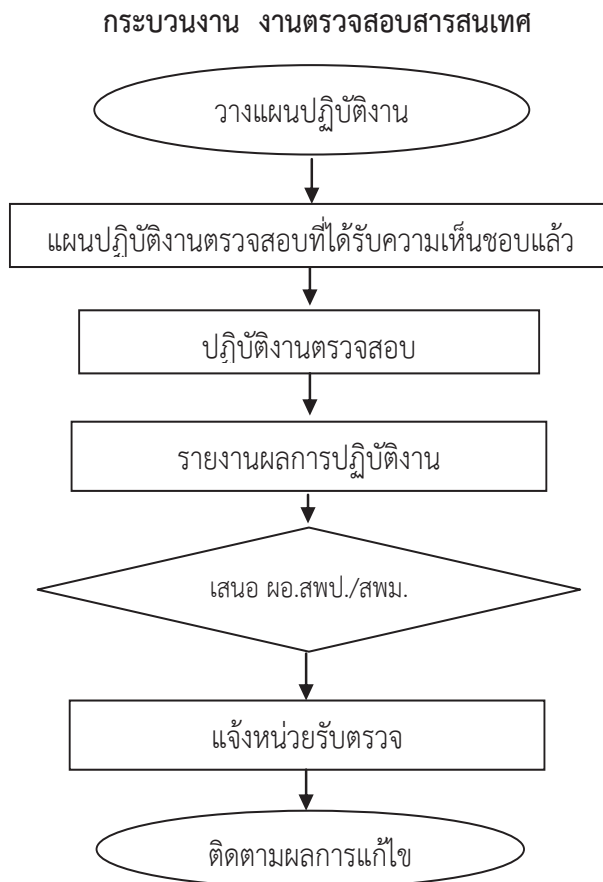 กระบวนงาน งานตรวจสอบสารสนเทศ
วางแผนปฏิบัติงาน
แผนปฏิบัติงานตรวจสอบที่ได้รับความเห็นชอบแล้ว
ปฏิบัติงานตรวจสอบ
รายงานผลการปฏิบัติงาน
เสนอ ผอ.สพป./สพม.
แจ้งหน่วยรับตรวจ
ติดตามผลการแก้ไข